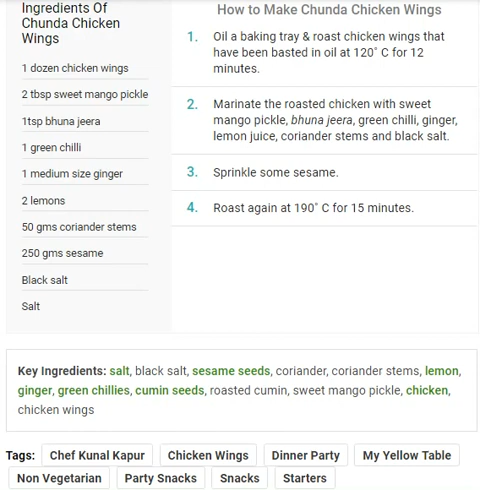 Ingredients Of
Chunda Chicken
Wings
1 dozen chicken wings
2 tbsp sweet mango pickle
1tsp bhuna jeera
1 green chilli
1 medium size ginger
2 lemons
50 gms coriander stems
250 gms sesame
Black salt
Salt
How to Make Chunda Chicken Wings
1. Oil a baking tray & roast chicken wings that
have been basted in oil at 120˚ C for 12
minutes.
2. Marinate the roasted chicken with sweet
mango pickle, bhuna jeera, green chilli, ginger,
lemon juice, coriander stems and black salt.
3. Sprinkle some sesame.
4. Roast again at 190˚ C for 15 minutes.
Key Ingredients: salt, black salt, sesame seeds, coriander, coriander stems, lemon,
ginger, green chillies, cumin seeds, roasted cumin, sweet mango pickle, chicken,
chicken wings
Tags: Chef Kunal Kapur Chicken Wings Dinner Party My Yellow Table
Non Vegetarian Party Snacks Snacks Starters